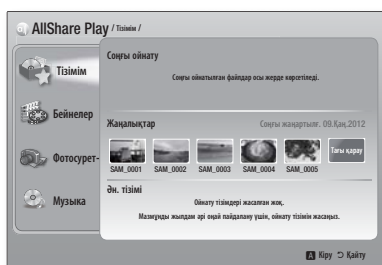 AllShare Play / Тізімім /
Тізімім
Бейнелер
Фотосурет-
Музыка
Соңғы ойнату
Соңғы ойнатылған файлдар осы жерде көрсетіледі.
Жаңалықтар
Соңғы жаңартылғ. 09.Қаң.2012
SAM_0001 SAM_0002 SAM_0003 SAM_0004 SAM_0005
Тағы қарау
Ән. тізімі
Ойнату тізімдері жасалған жоқ.
Мазмұнды жылдам әрі оңай пайдалану үшін, ойнату тізімін жасаңыз.
A Кіру Қайту